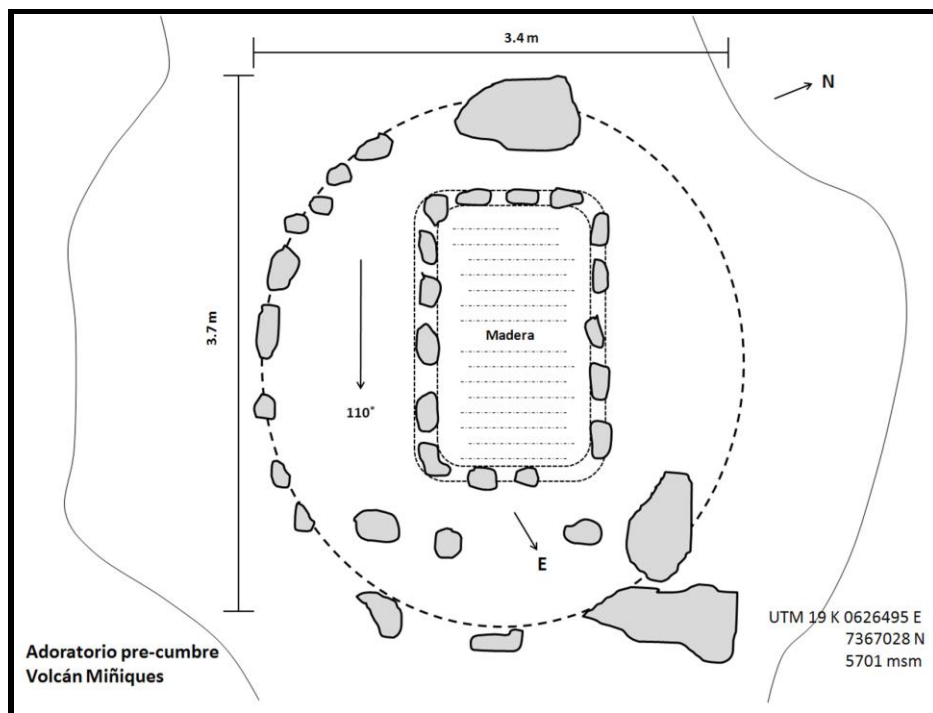 3.4 m
N
3.7 m
Madera
110°
E
UTM 19 K 0626495 E
7367028 N
5701 msm
Adoratorio pre-cumbre
Volcán Miñiques